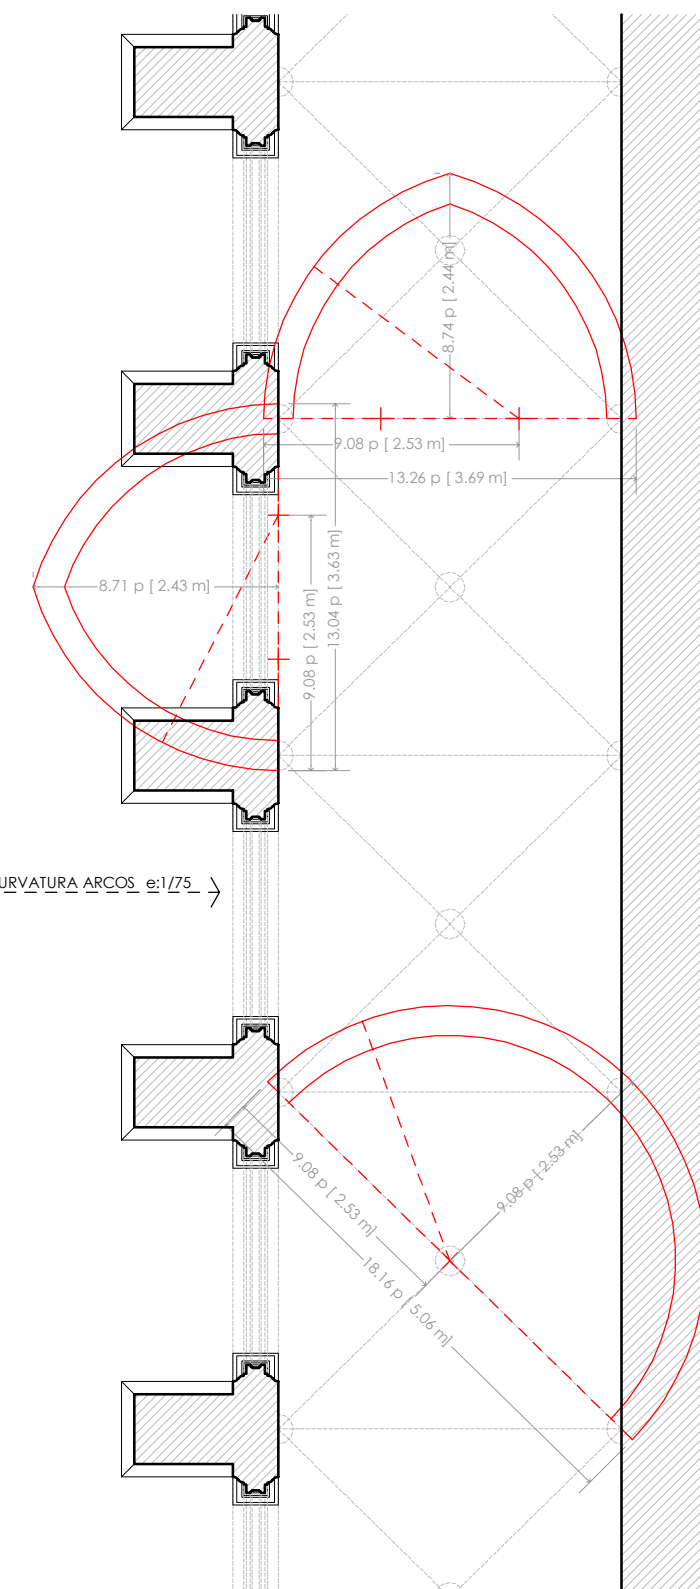 8.74 p [ 2.44 m]
9.08 p [ 2.53 m]
13.26 p [ 3.69 m]
8.71 p [ 2.43 m]
9.08 p [ 2.53 m]
13.04 p [ 3.63 m]
URVATURA ARCOS e:1/75
9.08 p [ 2.53 m]
9.08 p [ 2.53 m]
18.16 p [ 5.06 m]